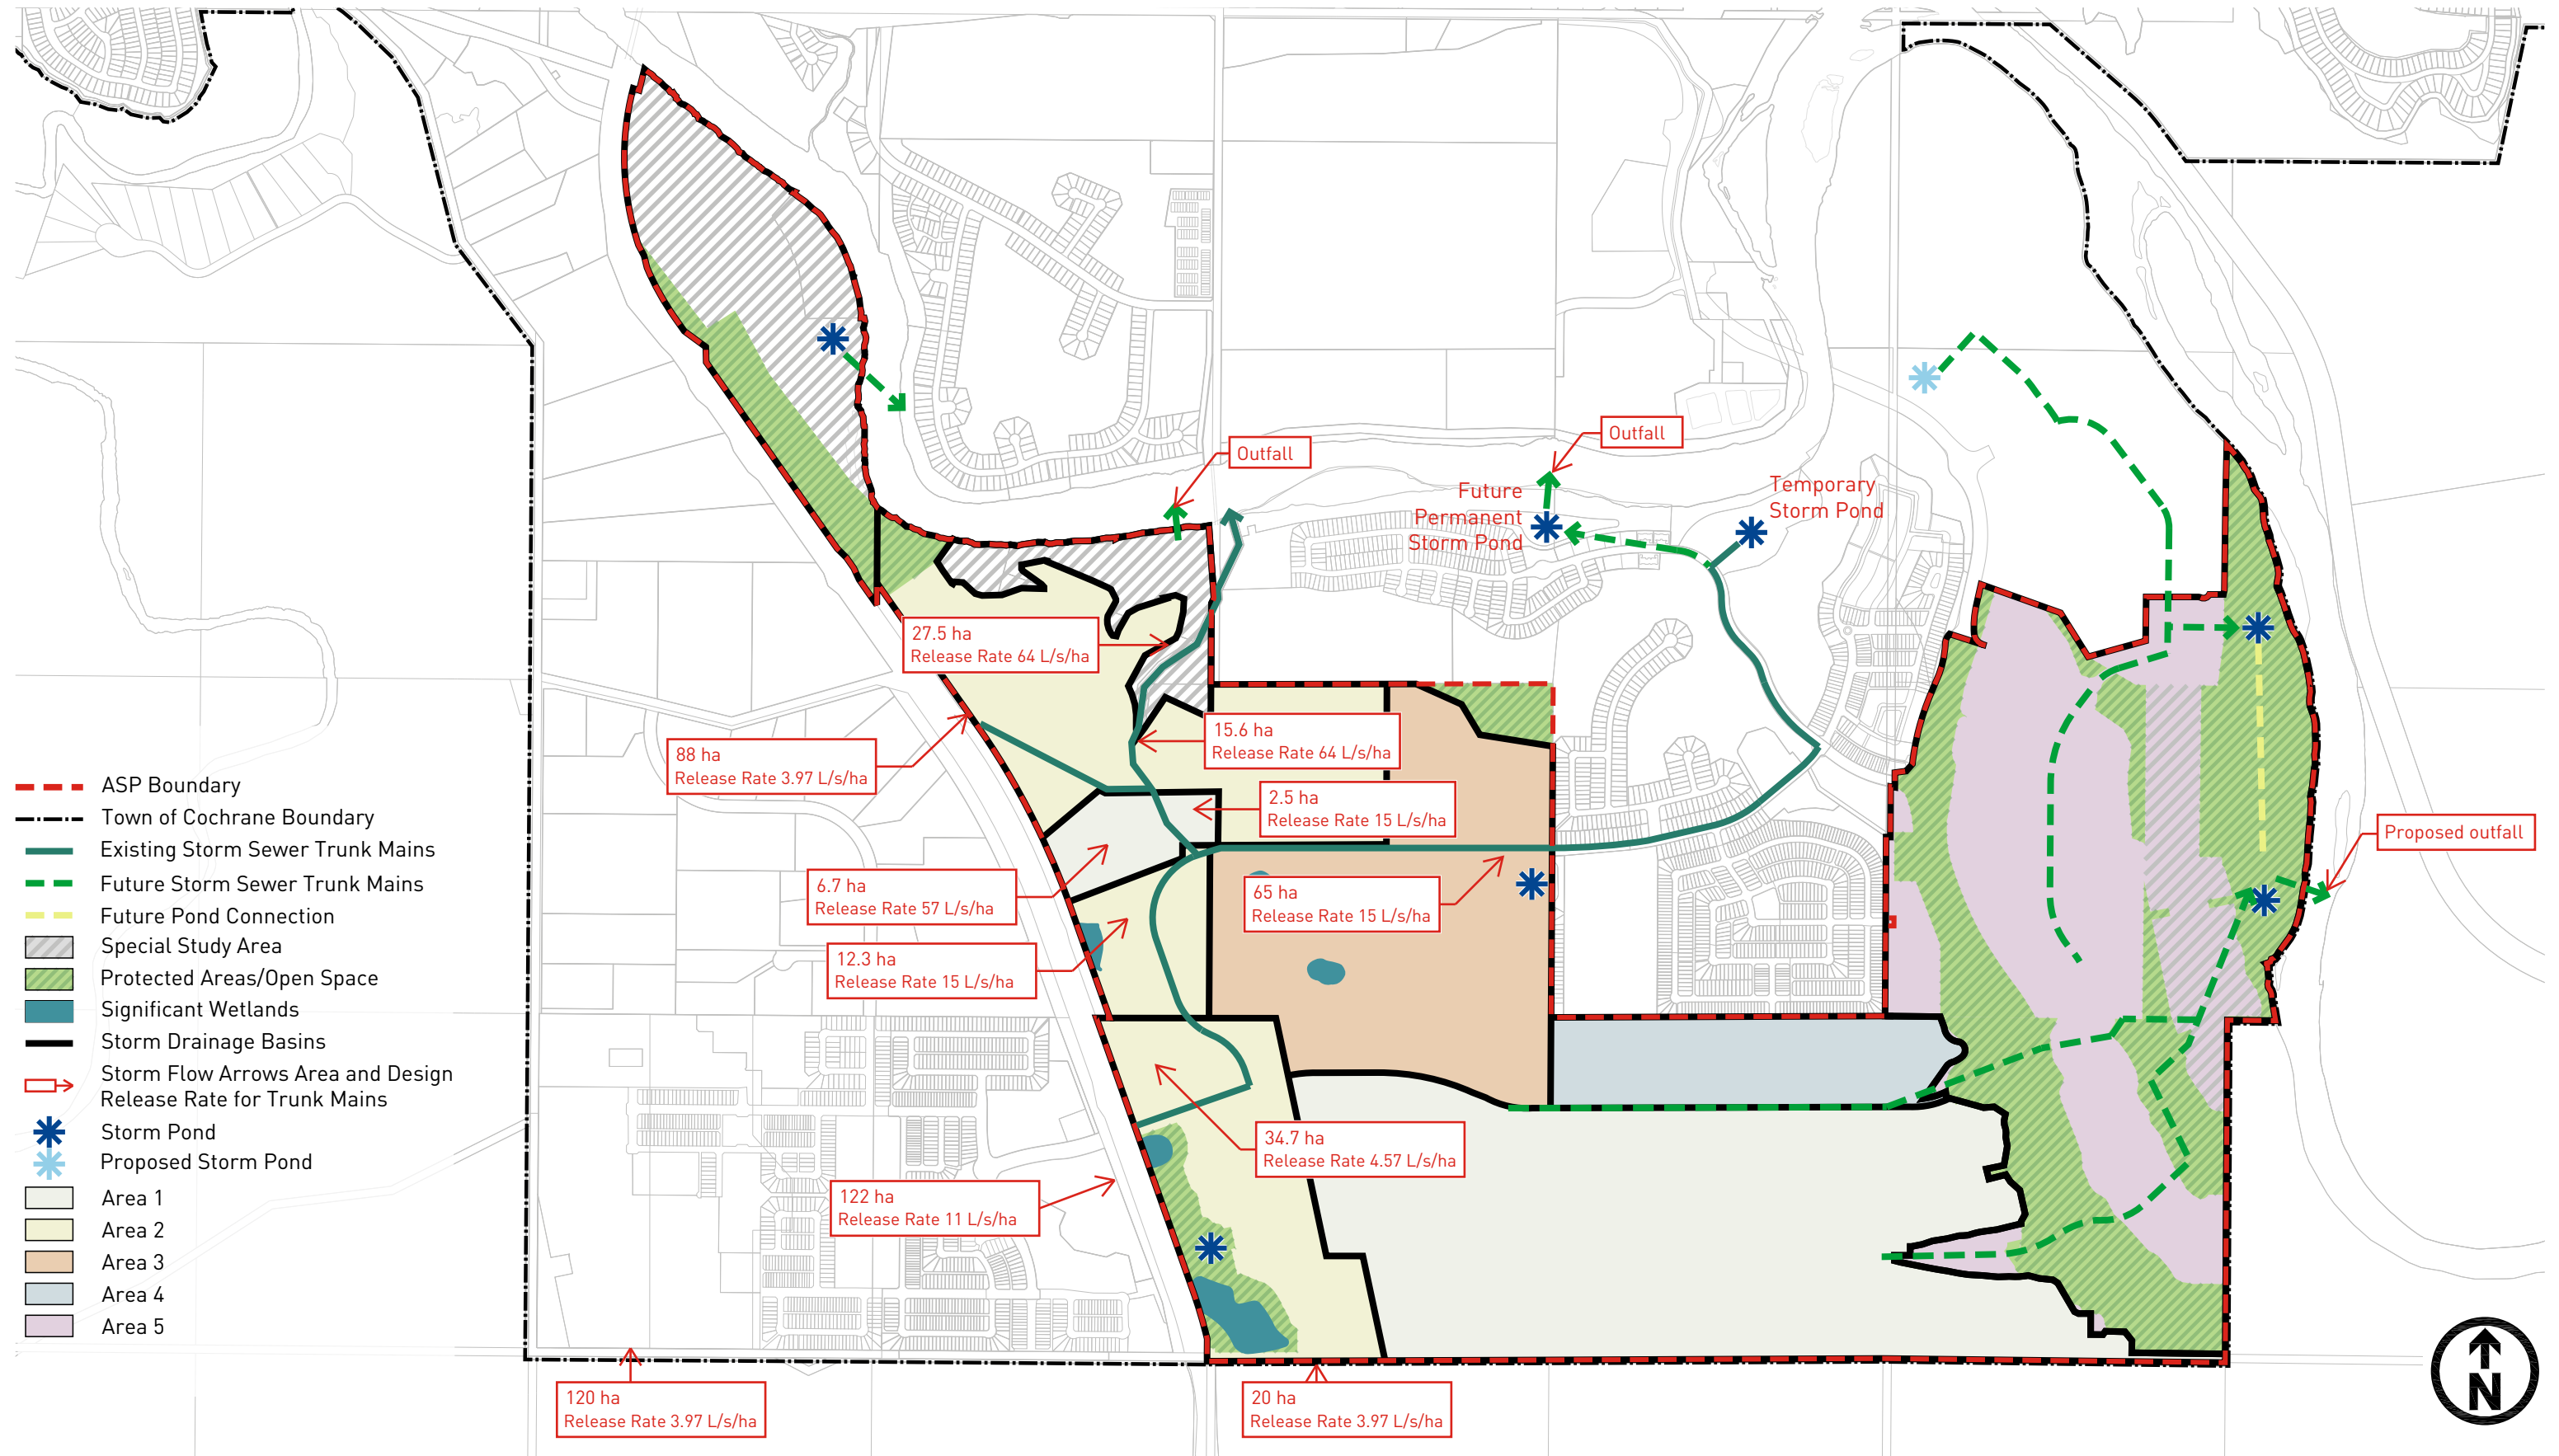 Outfall
Outfall
Future
Permanent
Storm Pond
Temporary
Storm Pond
27.5 ha
Release Rate 64 L/s/ha
88 ha
Release Rate 3.97 L/s/ha
15.6 ha
Release Rate 64 L/s/ha
2.5 ha
Release Rate 15 L/s/ha
Proposed outfall
6.7 ha
Release Rate 57 L/s/ha
65 ha
Release Rate 15 L/s/ha
12.3 ha
Release Rate 15 L/s/ha
34.7 ha
Release Rate 4.57 L/s/ha
122 ha
Release Rate 11 L/s/ha
120 ha
Release Rate 3.97 L/s/ha
20 ha
Release Rate 3.97 L/s/ha
ASP Boundary
Town of Cochrane Boundary
Existing Storm Sewer Trunk Mains
Future Storm Sewer Trunk Mains
Future Pond Connection
Special Study Area
Protected Areas/Open Space
Significant Wetlands
Storm Drainage Basins
Storm Flow Arrows Area and Design
Release Rate for Trunk Mains
Storm Pond
Proposed Storm Pond
Area 1
Area 2
Area 3
Area 4
Area 5
N